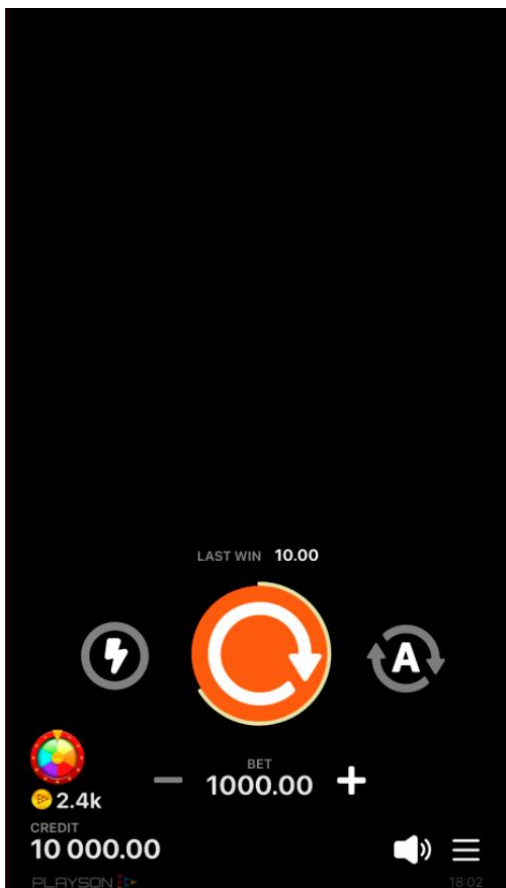 LAST WIN 10.00
A
BET
1000.00
2.4k
CREDIT
10 000.00
PLAYSON
18:02